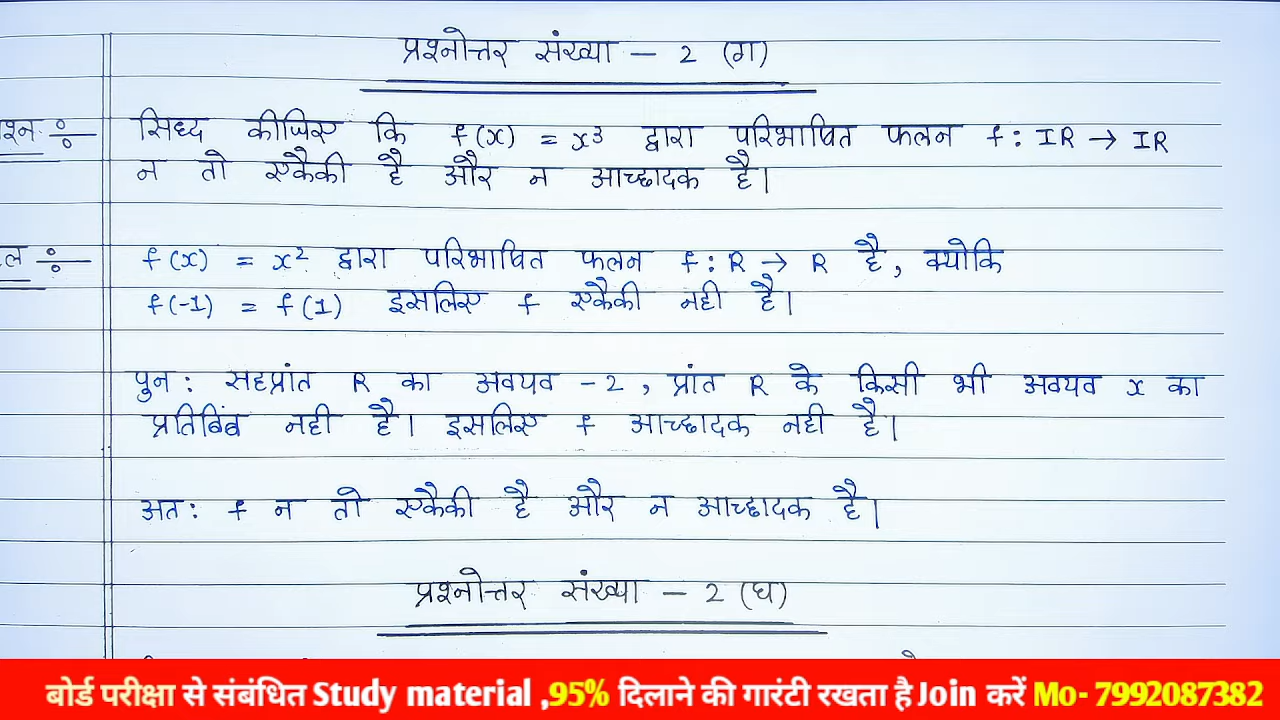 प्रश्नोत्तर संख्या - 2 (ग)
श्न ÷ सिध्द कीजिए कि f(x) = x³ द्वारा परिभाषित फलन f : IR → IR
न तो एकैकी है और न आच्छादक है।
ल ÷ f(x) = x² द्वारा परिभाषित फलन f : R → R है, क्योकि
f(-1) = f(1) इसलिए f एकैकी नही है।
पुन: सहप्रांत R का अवयव -2, प्रांत R के किसी भी अवयव x का
प्रतिबिंब नही है। इसलिए f आच्छादक नही है।
अत: f न तो एकैकी है और न आच्छादक है।
प्रश्नोत्तर संख्या - 2 (घ)
बोर्ड परीक्षा से संबंधित Study material ,95% दिलाने की गारंटी रखता है Join करें Mo- 7992087382